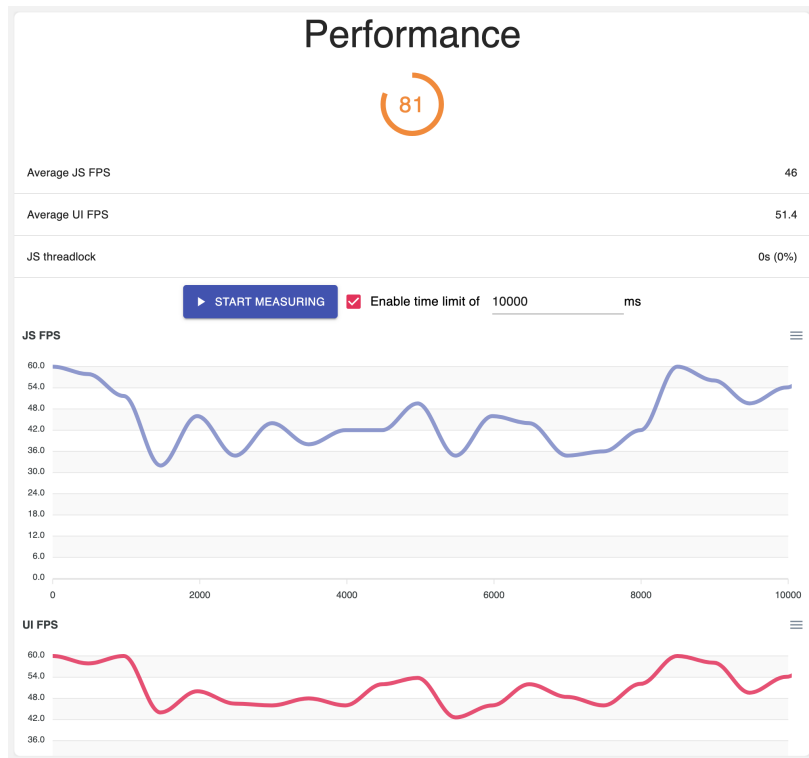 Performance
81
Average JS FPS 46
Average UI FPS 51.4
JS threadlock 0s (0%)
START MEASURING Enable time limit of 10000 ms
JS FPS
60.0
54.0
48.0
42.0
36.0
30.0
24.0
18.0
12.0
6.0
0.0
0 2000 4000 6000 8000 10000
UI FPS
60.0
54.0
48.0
42.0
36.0